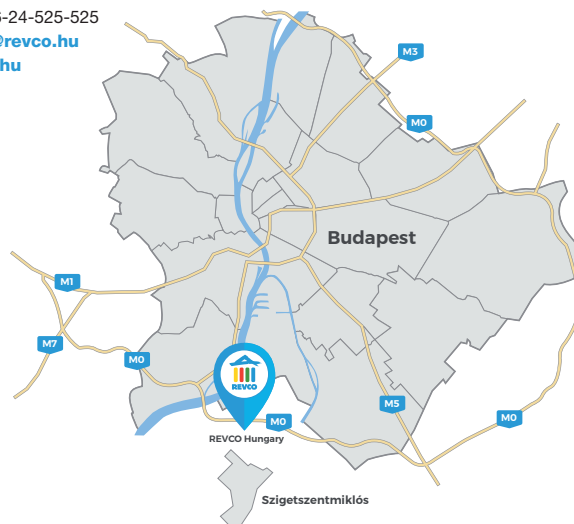 6-24-525-525
@revco.hu
hu
M3
M0
Budapest
M1
M7
M0
REVCO
M0
M5
M0
REVCO Hungary
Szigetszentmiklós